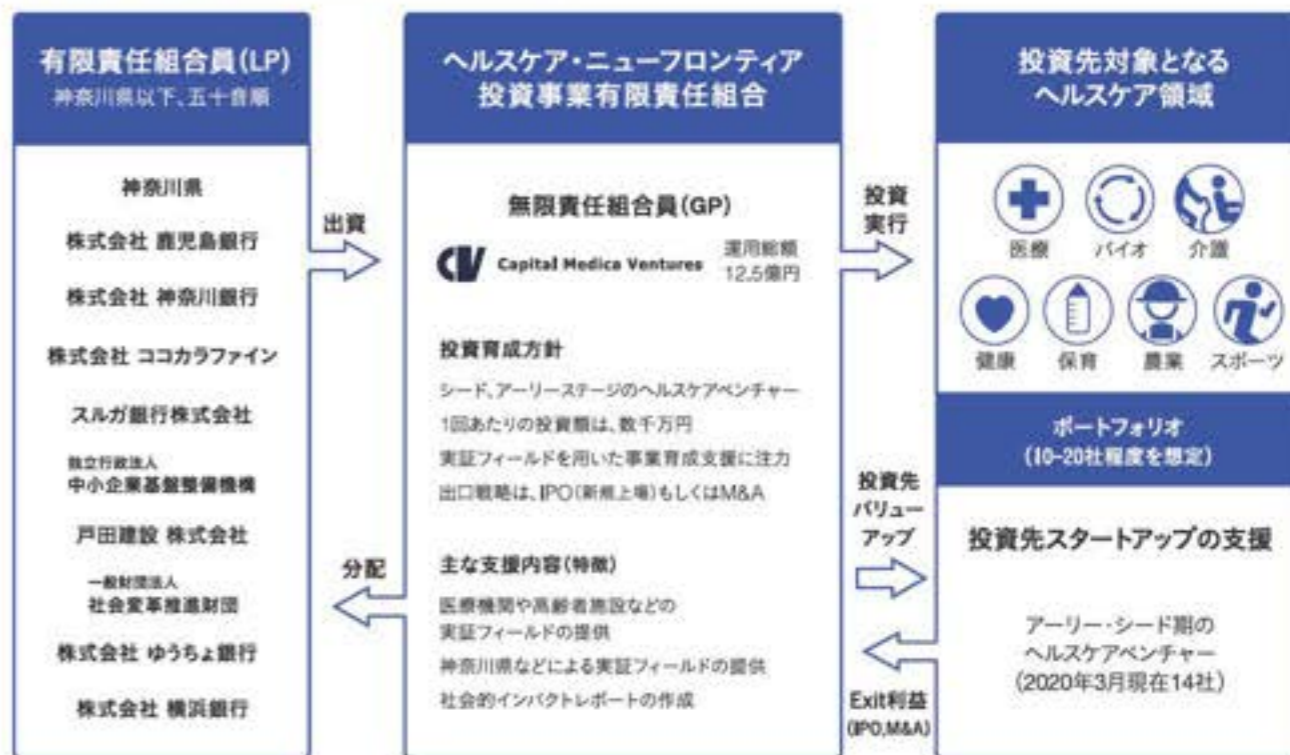 有限責任組合員(LP)
神奈川県以下、五十音順
神奈川県
株式会社 鹿児島銀行
株式会社 神奈川銀行
株式会社 ココカラファイン
スルガ銀行株式会社
独立行政法人
中小企業基盤整備機構
戸田建設 株式会社
一般財団法人
社会変革推進財団
株式会社 ゆうちょ銀行
株式会社 横浜銀行
出資
分配
ヘルスケア・ニューフロンティア
投資事業有限責任組合
無限責任組合員(GP)
CMV Capital Medica Ventures
運用総額
12.5億円
投資育成方針
シード、アーリーステージのヘルスケアベンチャー
1回あたりの投資額は、数千万円
実証フィールドを用いた事業育成支援に注力
出口戦略は、IPO(新規上場)もしくはM&A
主な支援内容(特徴)
医療機関や高齢者施設などの
実証フィールドの提供
神奈川県などによる実証フィールドの提供
社会的インパクトレポートの作成
投資
実行
投資先
バリュー
アップ
Exit利益
(IPO,M&A)
投資先対象となる
ヘルスケア領域
医療
バイオ
介護
健康
保育
農業
スポーツ
ポートフォリオ
(10-20社程度を想定)
投資先スタートアップの支援
アーリー・シード期の
ヘルスケアベンチャー
(2020年3月現在14社)